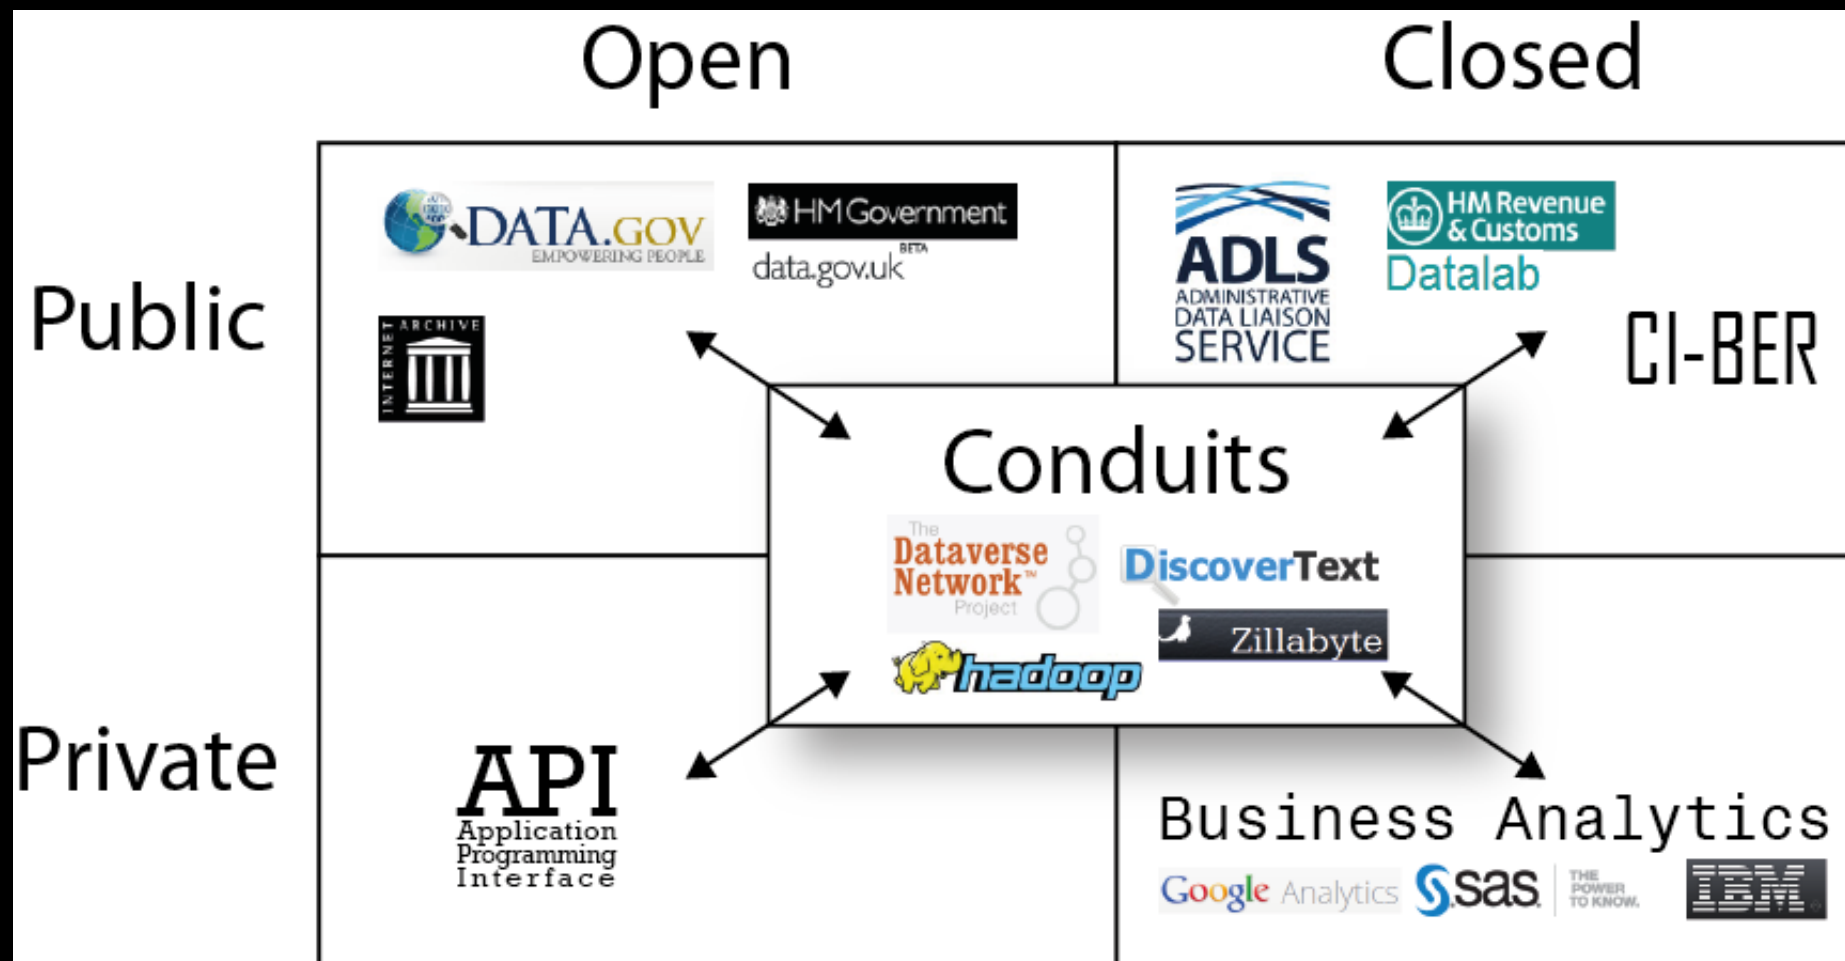 Open
Closed
Public
DATA.GOV
EMPOWERING PEOPLE
HM Government
data.gov.uk BETA
INTERNET ARCHIVE
ADLS
ADMINISTRATIVE
DATA LIAISON
SERVICE
HM Revenue
& Customs
Datalab
CI-BER
Conduits
The
Dataverse
Network™
Project
DiscoverText
hadoop
Zillabyte
Private
API
Application
Programming
Interface
Business Analytics
Google Analytics
sas
THE
POWER
TO KNOW.
IBM